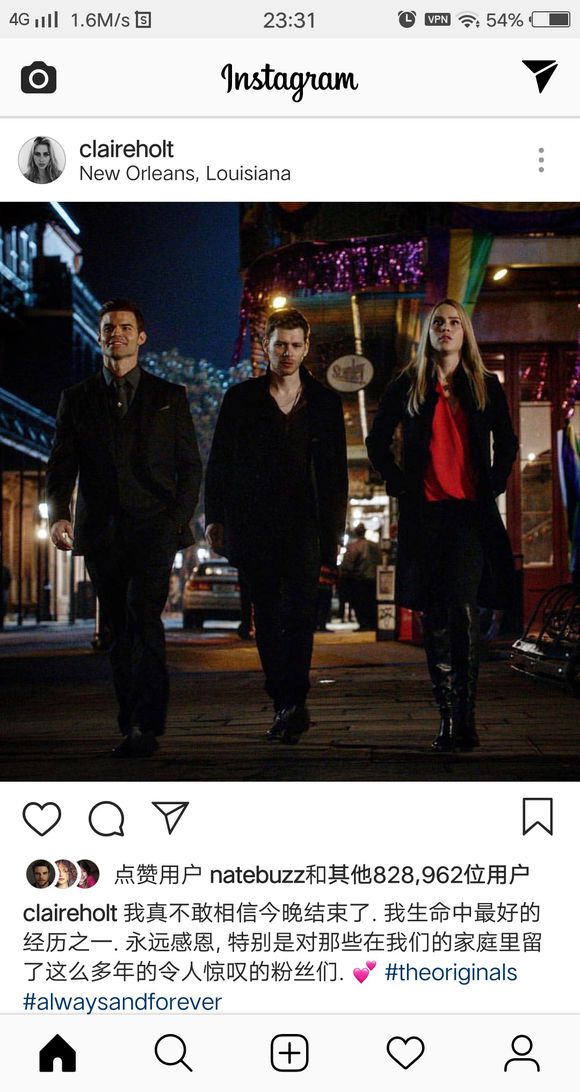 4G 1.6M/s 23:31 VPN 54%
Instagram
claireholt
New Orleans, Louisiana
点赞用户 natebuzz和其他828,962位用户
claireholt 我真不敢相信今晚结束了. 我生命中最好的
经历之一. 永远感恩, 特别是对那些在我们的家庭里留
了这么多年的令人惊叹的粉丝们. 💕 #theoriginals
#alwaysandforever